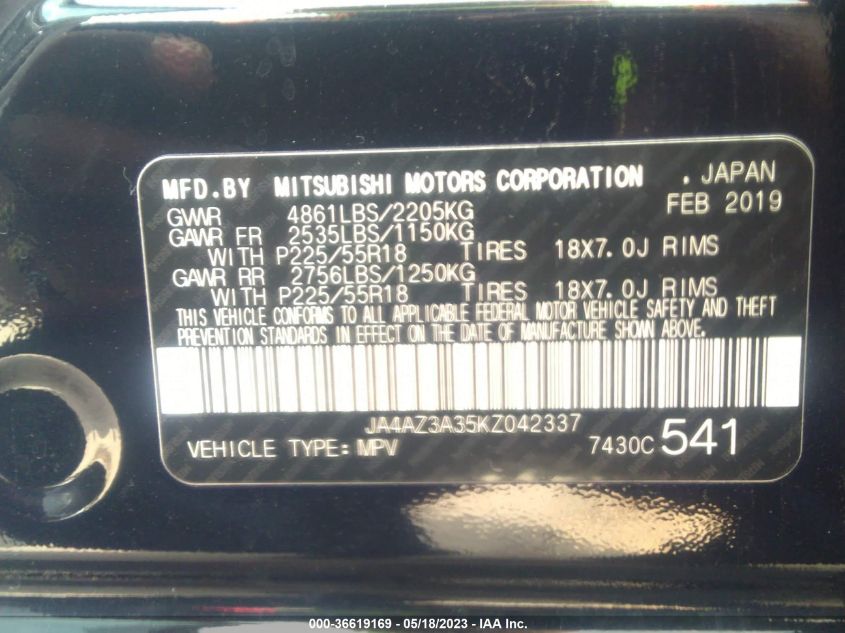 MFD.BY MITSUBISHI MOTORS CORPORATION . JAPAN
FEB 2019
GWWR 4861LBS/2205KG
GAWR FR 2535LBS/1150KG
WITH P225/55R18 TIRES 18X7.0J RIMS
GAWR RR 2756LBS/1250KG
WITH P225/55R18 TIRES 18X7.0J RIMS
THIS VEHICLE CONFORMS TO ALL APPLICABLE FEDERAL MOTOR VEHICLE SAFETY AND THEFT
PREVENTION STANDARDS IN EFFECT ON THE DATE OF MANUFACTURE SHOWN ABOVE.
JA4AZ3A35KZ042337
VEHICLE TYPE:MPV 7430C 541
000-36619169 - 05/18/2023 - IAA Inc.